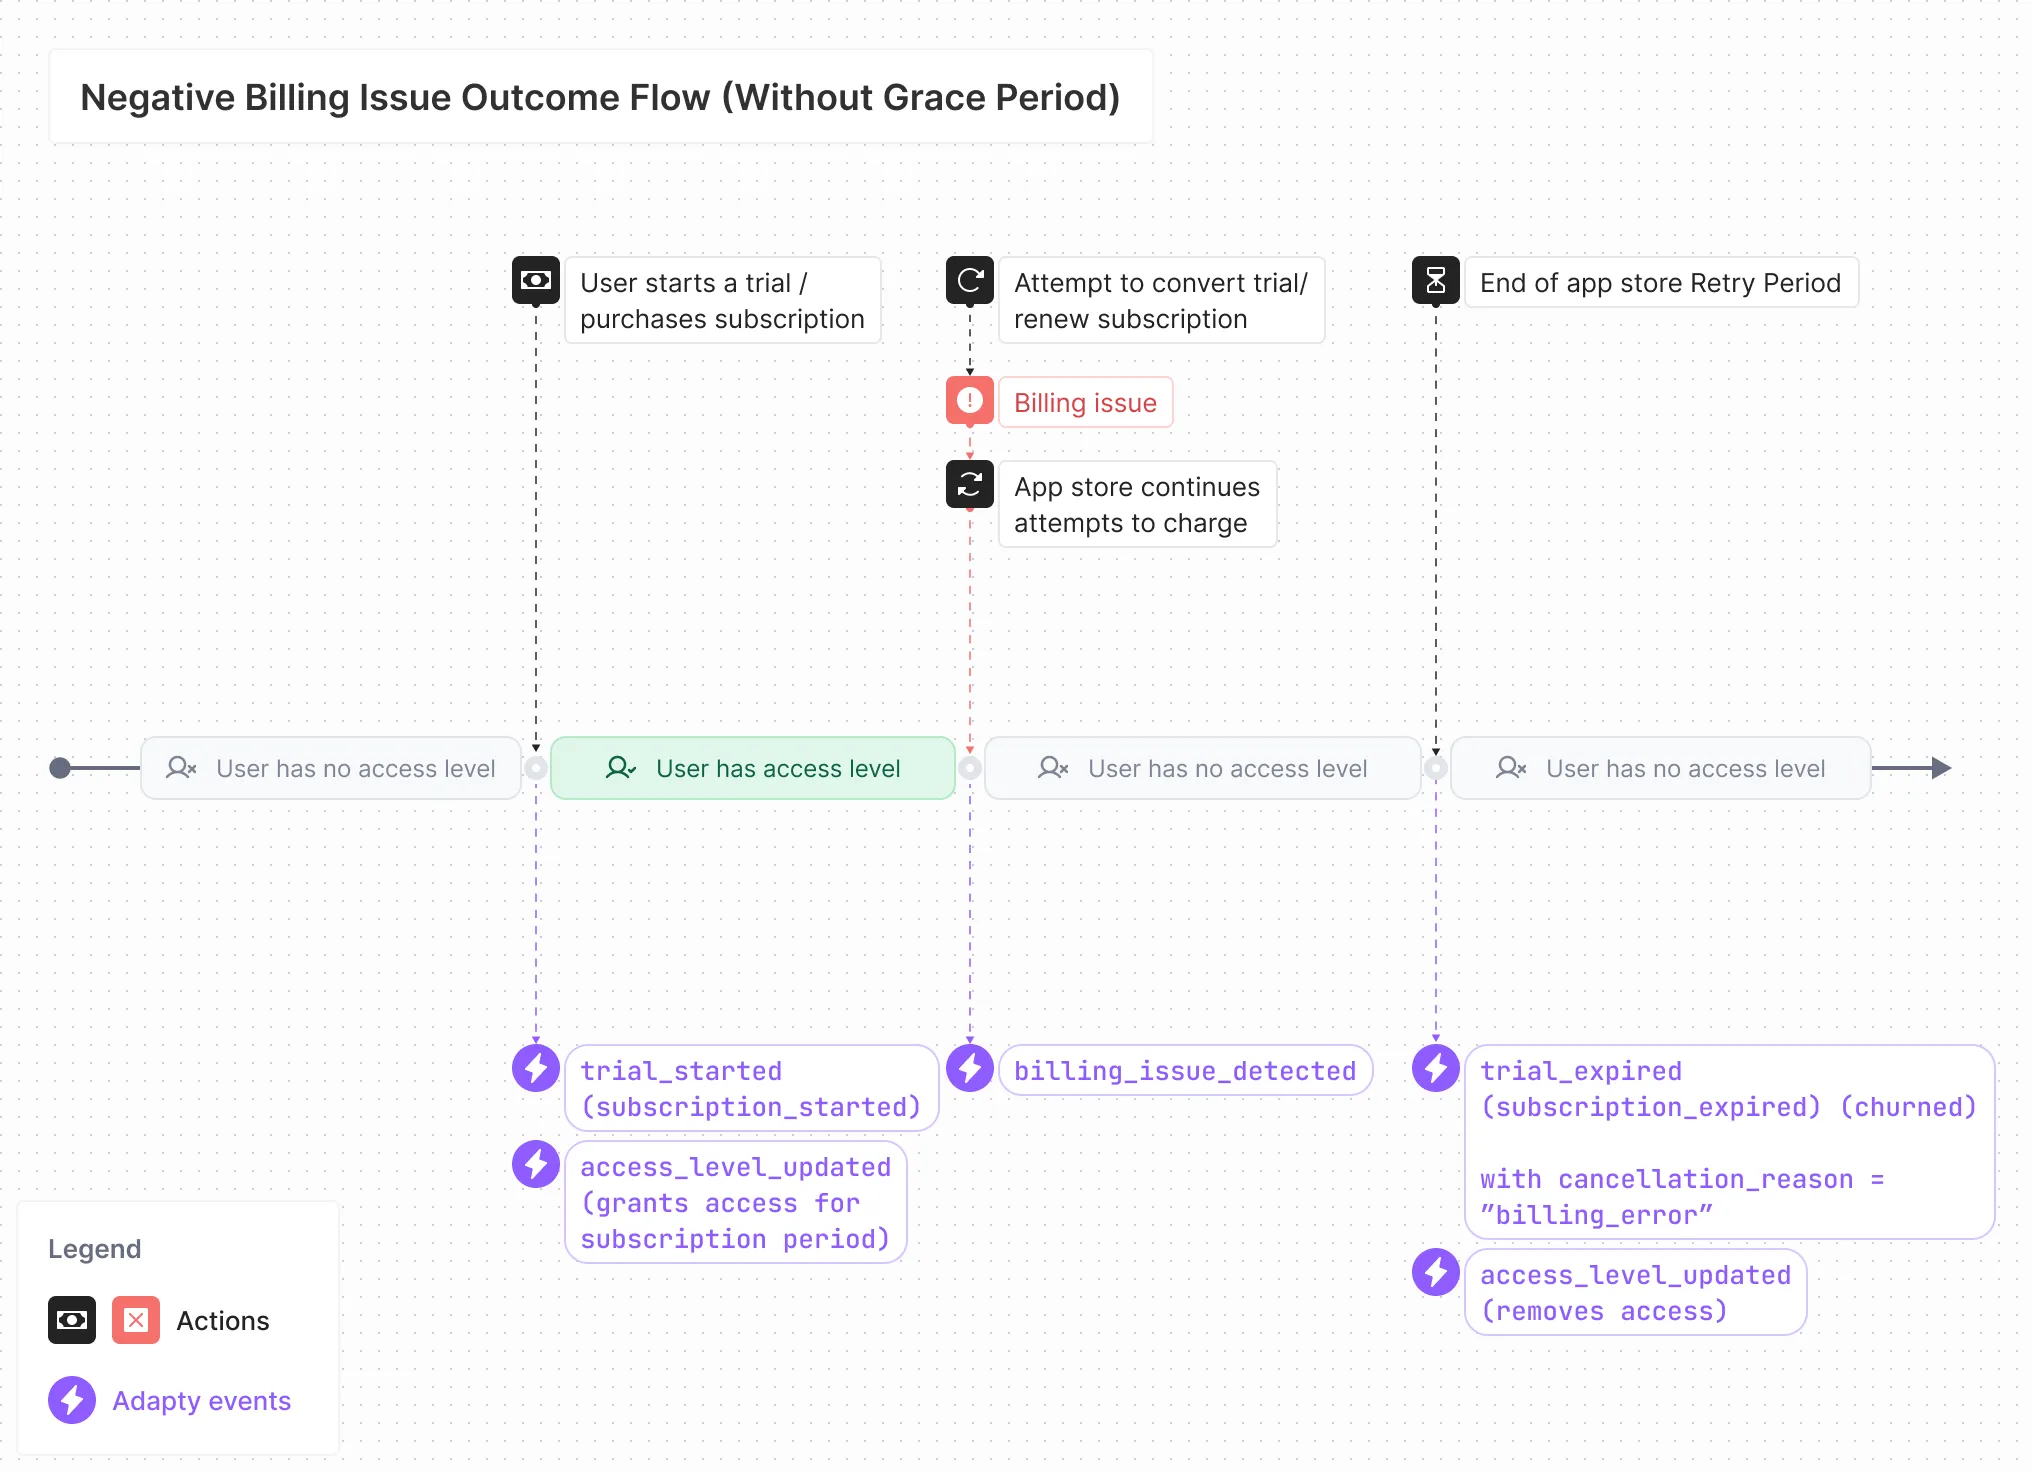 Negative Billing Issue Outcome Flow (Without Grace Period)
User starts a trial /
purchases subscription
Attempt to convert trial/
renew subscription
End of app store Retry Period
Billing issue
App store continues
attempts to charge
User has no access level
User has access level
User has no access level
User has no access level
trial_started
(subscription_started)
access_level_updated
(grants access for
subscription period)
billing_issue_detected
trial_expired
(subscription_expired) (churned)
with cancellation_reason =
”billing_error”
access_level_updated
(removes access)
Legend
Actions
Adapty events